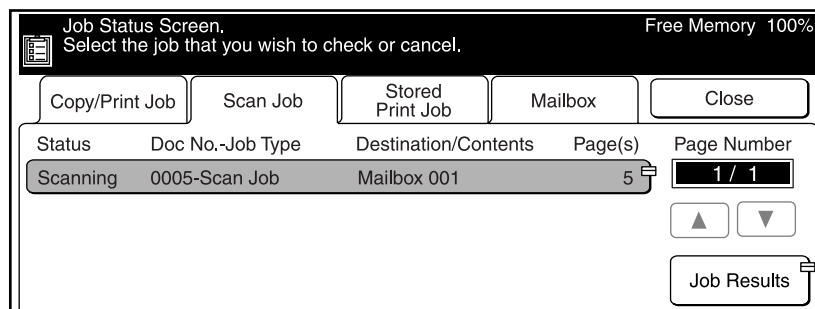 Job Status Screen. Free Memory 100%
Select the job that you wish to check or cancel.
Copy/Print Job Scan Job Stored Print Job Mailbox Close
Status Doc No.-Job Type Destination/Contents Page(s) Page Number
Scanning 0005-Scan Job Mailbox 001 5 1/ 1
Job Results